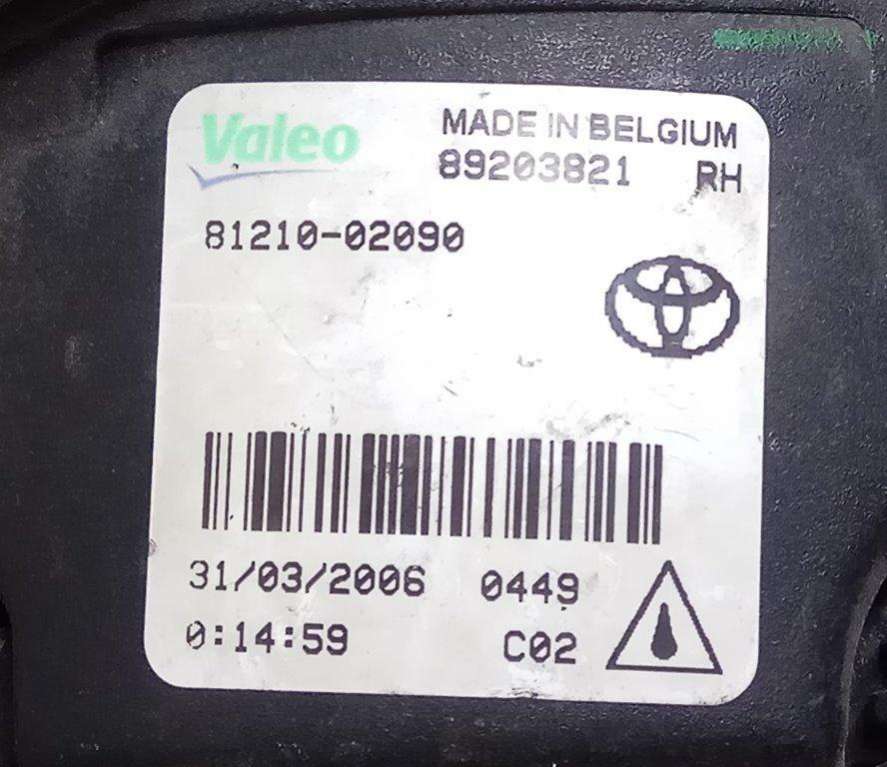 Valeo
MADE IN BELGIUM
89203821 RH
81210-02090
31/03/2006 0449
0:14:59 C02